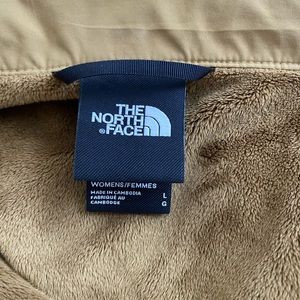 THE
NORTH
®FACE
WOMENS/FEMMES
MADE IN CAMBODIA
FABRIQUÉ AU
CAMBODGE
L
G